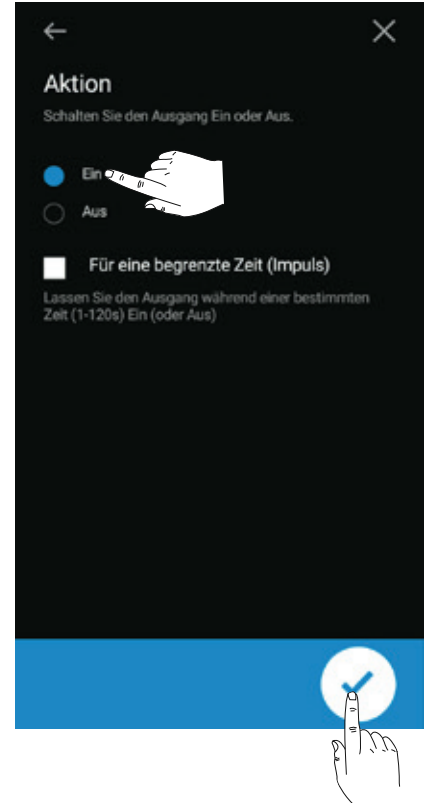 Aktion
Schalten Sie den Ausgang Ein oder Aus.
Ein
Aus
Für eine begrenzte Zeit (Impuls)
Lassen Sie den Ausgang während einer bestimmten
Zeit (1-120s) Ein (oder Aus)